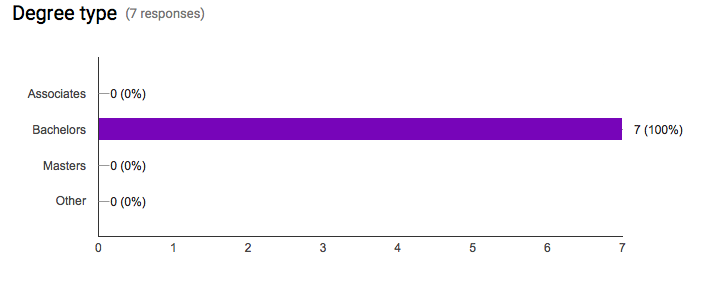 Degree type (7 responses)
Associates 0 (0%)
Bachelors 7 (100%)
Masters 0 (0%)
Other 0 (0%)
0 1 2 3 4 5 6 7